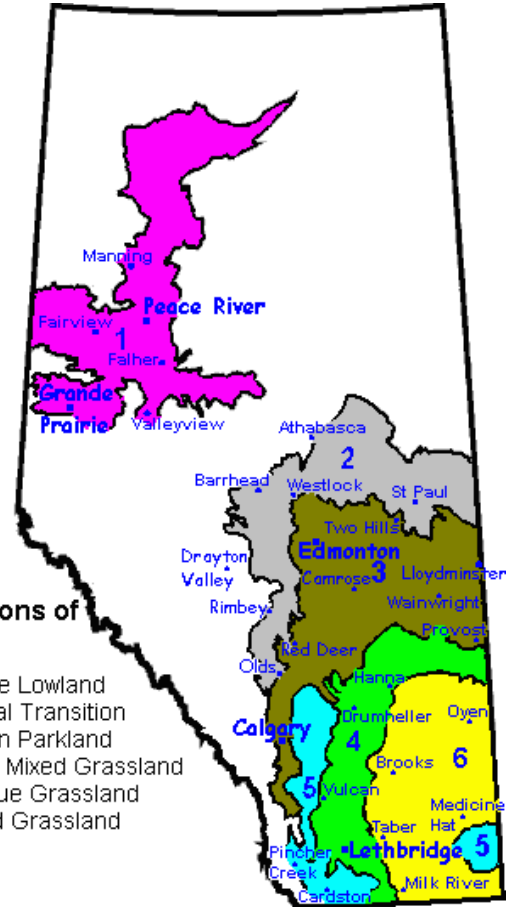 Manning
Peace River
Fairview
1
Falher
Grande
Prairie
Valleyview
Athabasca
2
Barrhead
Westlock
St Paul
Two Hills
Edmonton
Drayton
Valley
Camrose
3
Lloydminster
Wainwright
Rimbey
ons of
Provost
Red Deer
Olds
Hanna
e Lowland
al Transition
n Parkland
Mixed Grassland
ue Grassland
d Grassland
Drumheller
Oyen
Calgary
4
Brooks
6
5
Vulcan
Medicine
Hat
Taber
Lethbridge
5
Pincher
Creek
Cardston
Milk River